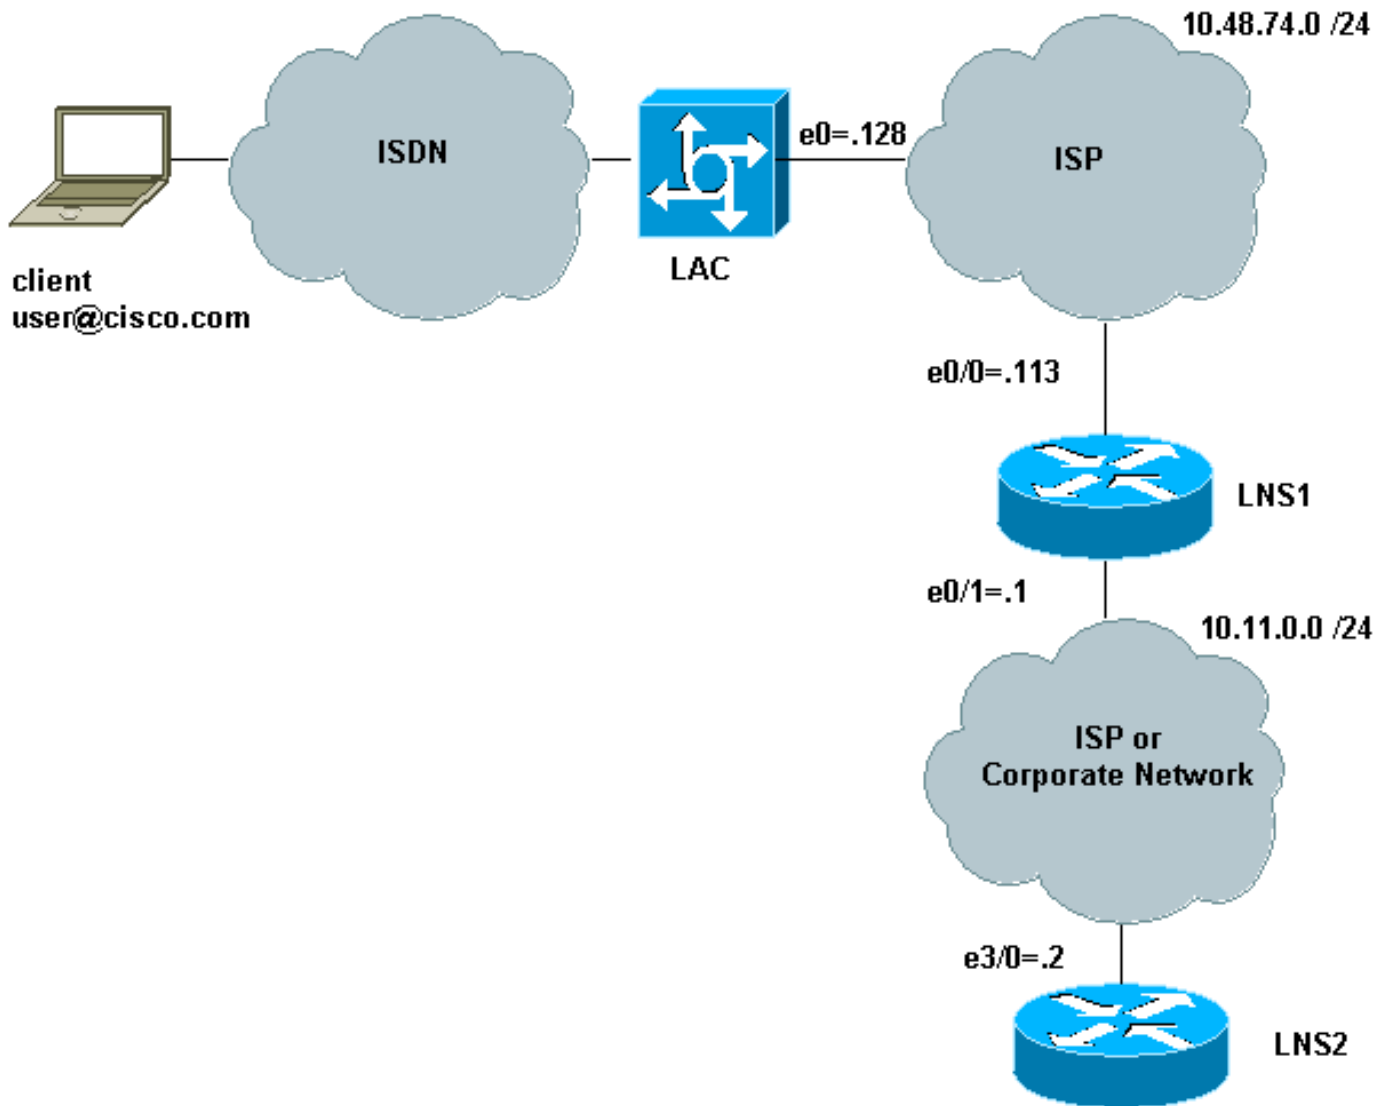 10.48.74.0 /24
ISDN
e0=.128
ISP
LAC
client
user@cisco.com
e0/0=.113
LNS1
e0/1=.1
10.11.0.0 /24
ISP or
Corporate Network
e3/0=.2
LNS2